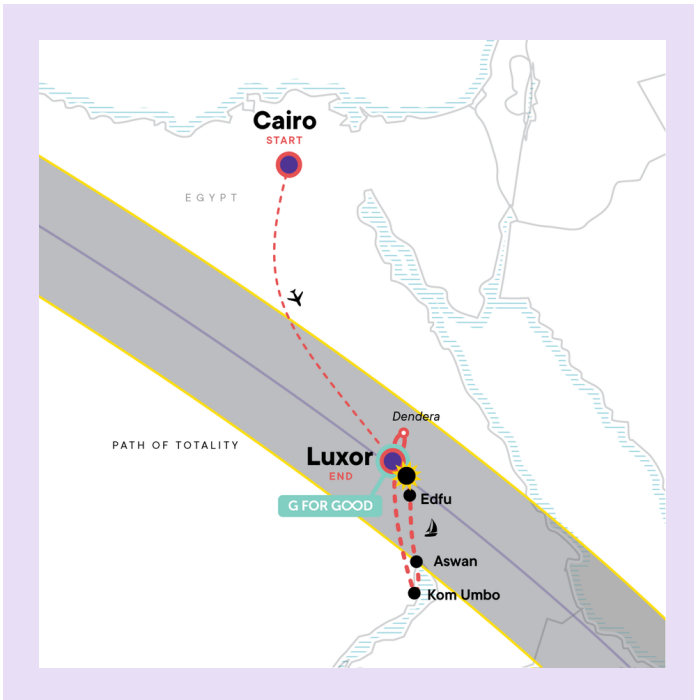 Cairo
START
EGYPT
Dendera
PATH OF TOTALITY
Luxor
END
G FOR GOOD
Edfu
Aswan
Kom Umbo